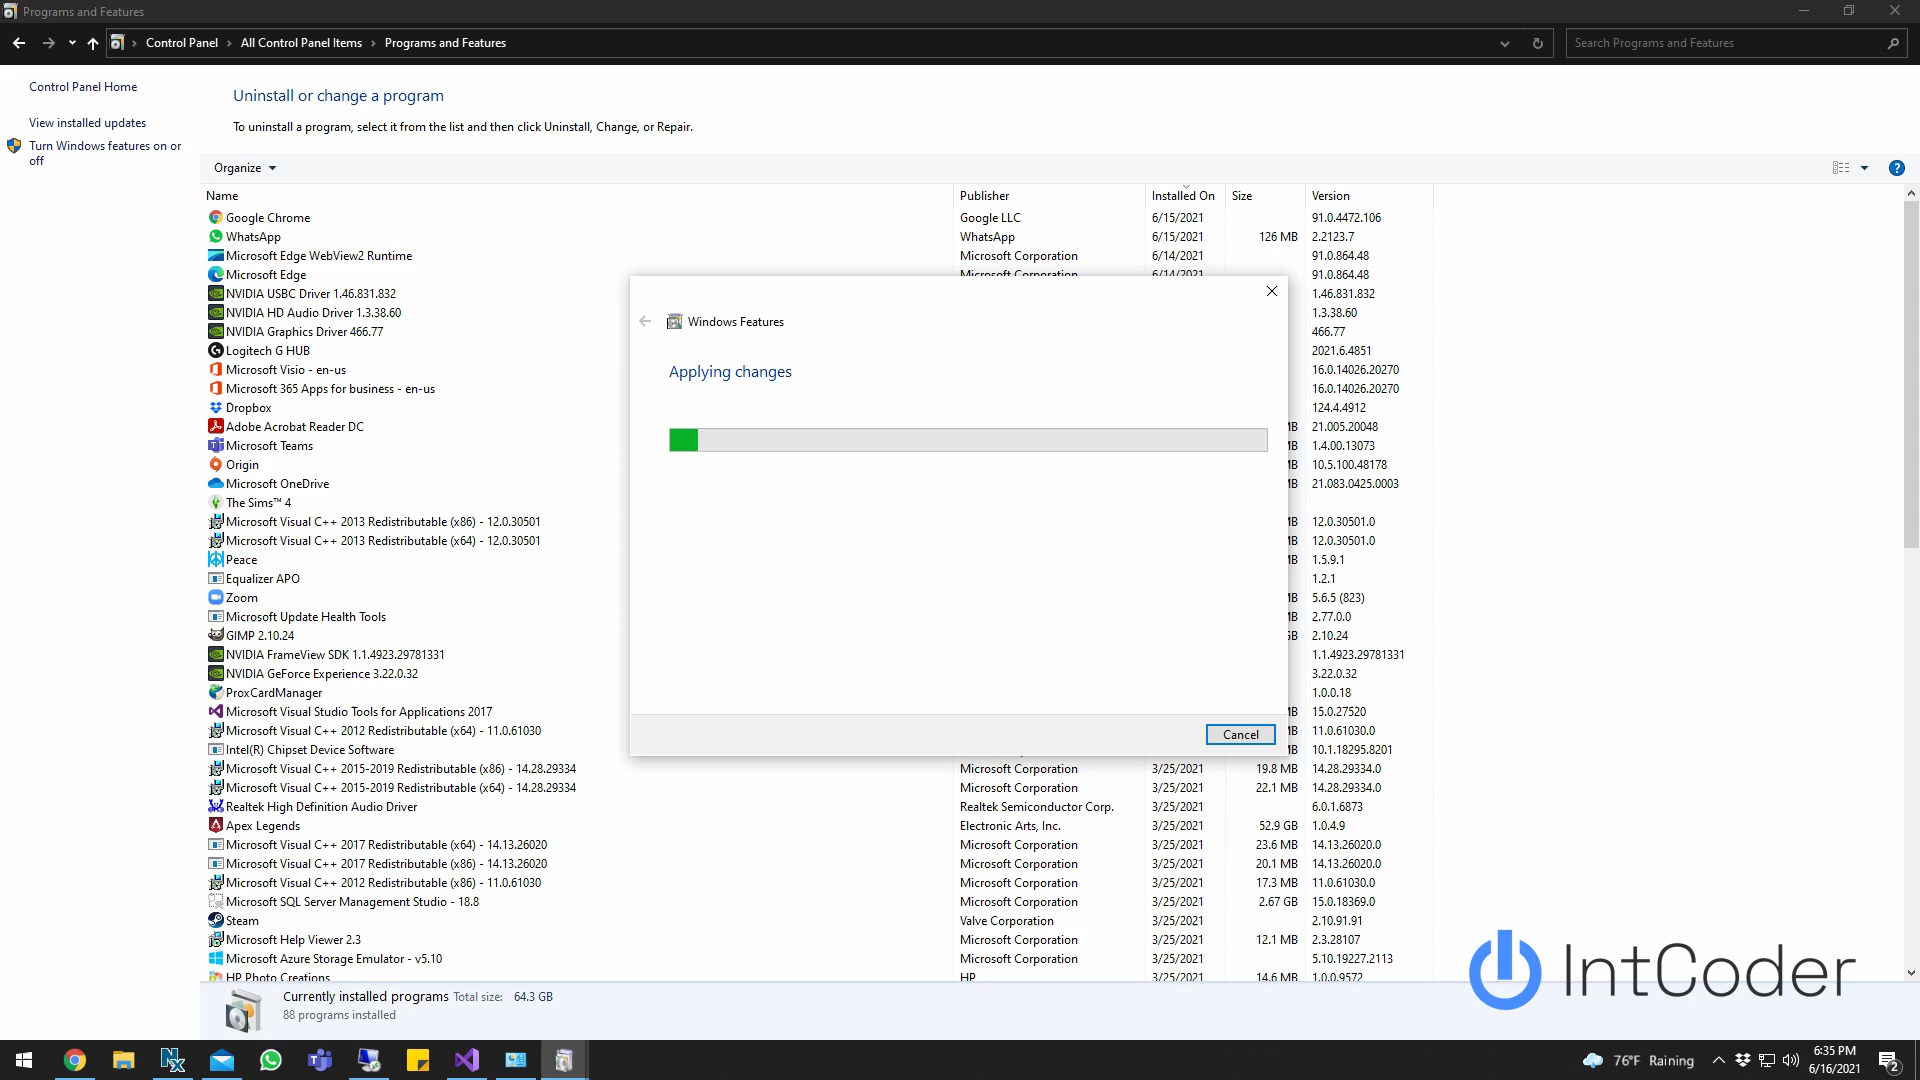 Programs and Features
Control Panel
All Control Panel Items
Programs and Features
Search Programs and Features
Control Panel Home
View installed updates
Turn Windows features on or
off
Uninstall or change a program
To uninstall a program, select it from the list and then click Uninstall, Change, or Repair.
Organize
Name Publisher Installed On Size Version
Google Chrome Google LLC 6/15/2021 91.0.4472.106
WhatsApp WhatsApp 6/15/2021 126 MB 2.2123.7
Microsoft Edge WebView2 Runtime Microsoft Corporation 6/14/2021 91.0.864.48
Microsoft Edge Microsoft Corporation 6/14/2021 91.0.864.48
NVIDIA USBC Driver 1.46.831.832 1.46.831.832
NVIDIA HD Audio Driver 1.3.38.60 1.3.38.60
NVIDIA Graphics Driver 466.77 466.77
Logitech G HUB 2021.6.4851
Microsoft Visio - en-us 16.0.14026.20270
Microsoft 365 Apps for business - en-us 16.0.14026.20270
Dropbox 124.4.4912
Adobe Acrobat Reader DC 21.005.20048
Microsoft Teams 1.4.00.13073
Origin 10.5.100.48178
Microsoft OneDrive 21.083.0425.0003
The Sims™ 4
Microsoft Visual C++ 2013 Redistributable (x86) - 12.0.30501 12.0.30501.0
Microsoft Visual C++ 2013 Redistributable (x64) - 12.0.30501 12.0.30501.0
Peace 1.5.9.1
Equalizer APO 1.2.1
Zoom 5.6.5 (823)
Microsoft Update Health Tools 2.77.0.0
GIMP 2.10.24 2.10.24
NVIDIA FrameView SDK 1.1.4923.29781331 1.1.4923.29781331
NVIDIA GeForce Experience 3.22.0.32 3.22.0.32
ProxCardManager 1.0.0.18
Microsoft Visual Studio Tools for Applications 2017 15.0.27520
Microsoft Visual C++ 2012 Redistributable (x64) - 11.0.61030 11.0.61030.0
Intel(R) Chipset Device Software 10.1.18295.8201
Microsoft Visual C++ 2015-2019 Redistributable (x86) - 14.28.29334 Microsoft Corporation 3/25/2021 19.8 MB 14.28.29334.0
Microsoft Visual C++ 2015-2019 Redistributable (x64) - 14.28.29334 Microsoft Corporation 3/25/2021 22.1 MB 14.28.29334.0
Realtek High Definition Audio Driver Realtek Semiconductor Corp. 3/25/2021 6.0.1.6873
Apex Legends Electronic Arts, Inc. 3/25/2021 52.9 GB 1.0.4.9
Microsoft Visual C++ 2017 Redistributable (x64) - 14.13.26020 Microsoft Corporation 3/25/2021 23.6 MB 14.13.26020.0
Microsoft Visual C++ 2017 Redistributable (x86) - 14.13.26020 Microsoft Corporation 3/25/2021 20.1 MB 14.13.26020.0
Microsoft Visual C++ 2012 Redistributable (x86) - 11.0.61030 Microsoft Corporation 3/25/2021 17.3 MB 11.0.61030.0
Microsoft SQL Server Management Studio - 18.8 Microsoft Corporation 3/25/2021 2.67 GB 15.0.18369.0
Steam Valve Corporation 3/25/2021 2.10.91.91
Microsoft Help Viewer 2.3 Microsoft Corporation 3/25/2021 12.1 MB 2.3.28107
Microsoft Azure Storage Emulator - v5.10 Microsoft Corporation 3/25/2021 5.10.19227.2113
HP Photo Creations HP 3/25/2021 14.6 MB 1.0.0.9572
Windows Features
Applying changes
Cancel
Currently installed programs Total size: 64.3 GB
88 programs installed
IntCoder
76°F Raining
6:35 PM
6/16/2021
2